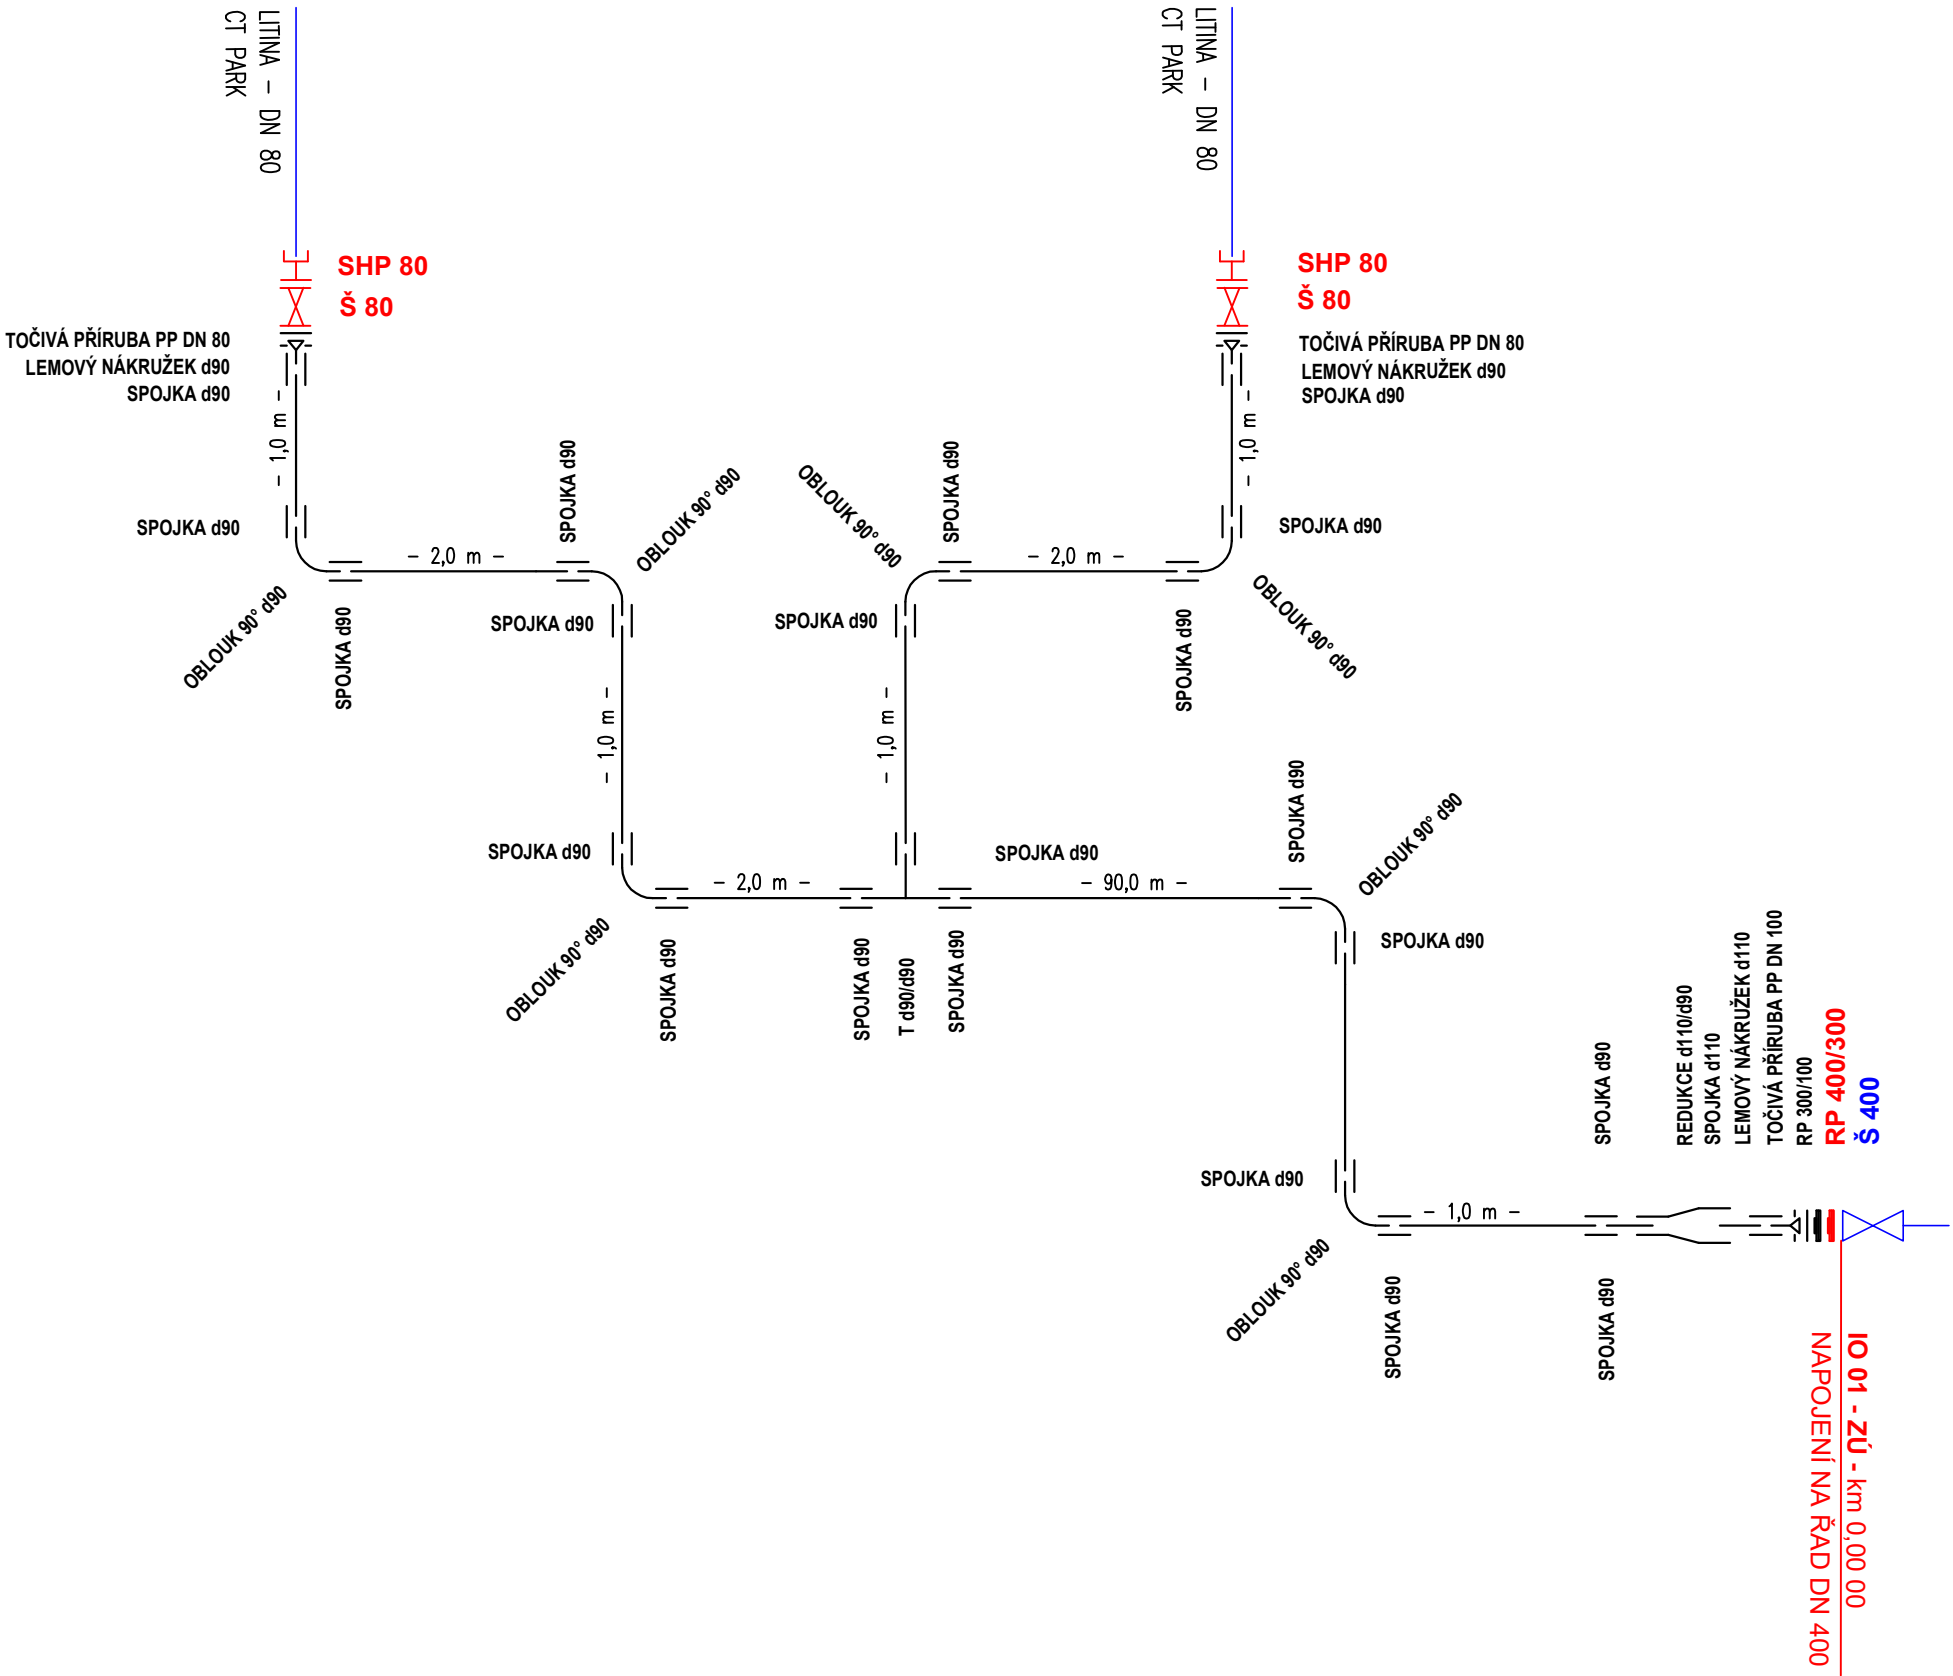 LITINA - DN 80
CT PARK
LITINA - DN 80
CT PARK
SHP 80
Š 80
SHP 80
Š 80
TOČIVÁ PŘÍRUBA PP DN 80
LEMOVÝ NÁKRUŽEK d90
SPOJKA d90
TOČIVÁ PŘÍRUBA PP DN 80
LEMOVÝ NÁKRUŽEK d90
SPOJKA d90
- 1,0 m -
- 1,0 m -
SPOJKA d90
SPOJKA d90
OBLOUK 90° d90
OBLOUK 90° d90
SPOJKA d90
SPOJKA d90
- 2,0 m -
- 2,0 m -
OBLOUK 90° d90
SPOJKA d90
SPOJKA d90
SPOJKA d90
SPOJKA d90
SPOJKA d90
OBLOUK 90° d90
- 1,0 m -
- 1,0 m -
SPOJKA d90
SPOJKA d90
SPOJKA d90
OBLOUK 90° d90
- 2,0 m -
- 90,0 m -
OBLOUK 90° d90
SPOJKA d90
SPOJKA d90
T d90/d90
SPOJKA d90
SPOJKA d90
SPOJKA d90
OBLOUK 90° d90
- 1,0 m -
SPOJKA d90
SPOJKA d90
SPOJKA d90
REDUKCE d110/d90
SPOJKA d110
LEMOVÝ NÁKRUŽEK d110
TOČIVÁ PŘÍRUBA PP DN 100
RP 300/100
RP 400/300
Š 400
IO 01 - ZÚ - km 0,00 00
NAPOJENÍ NA ŘAD DN 400